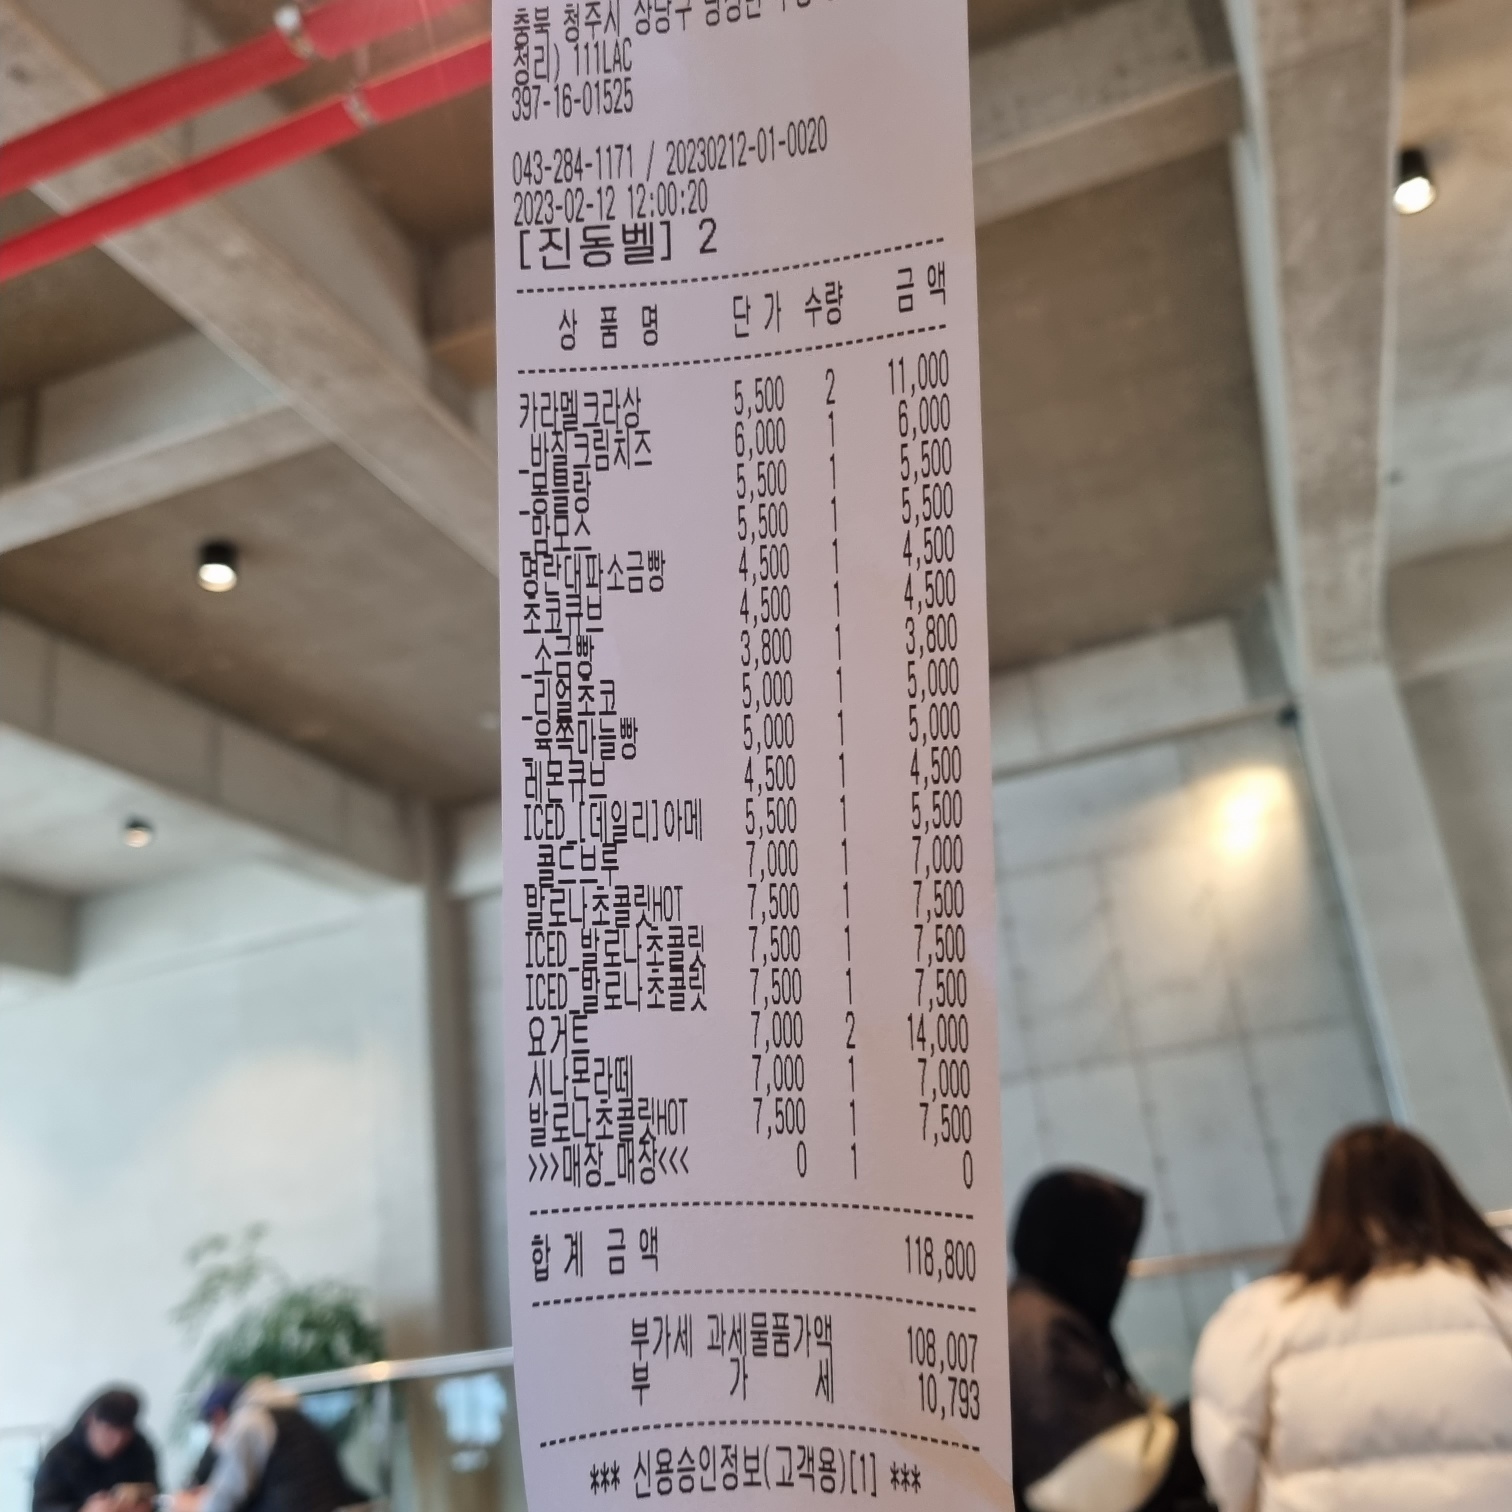 충북 청주시 상당구
정리) 111LAC
397-16-01525
043-284-1171 / 20230212-01-0020
2023-02-12 12:00:20
[진동벨] 2
상 품 명 단 가 수량 금 액
카라멜크라상 5,500 2 11,000
_바질크림치즈 6,000 1 6,000
_몽블랑 5,500 1 5,500
_맘모스 5,500 1 5,500
명란대파소금빵 4,500 1 4,500
초코큐브 4,500 1 4,500
_소금빵 3,800 1 3,800
_리얼초코 5,000 1 5,000
_육쪽마늘빵 5,000 1 5,000
레몬큐브 4,500 1 4,500
ICED_[데일리]아메 5,500 1 5,500
콜드브루 7,000 1 7,000
발로나초콜릿HOT 7,500 1 7,500
ICED_발로나초콜릿 7,500 1 7,500
ICED_발로나초콜릿 7,500 1 7,500
요거트 7,000 2 14,000
시나몬라떼 7,000 1 7,000
발로나초콜릿HOT 7,500 1 7,500
>>>매장_매장<<< 0 1 0
합 계 금 액 118,800
부가세 과세물품가액 108,007
부 가 세 10,793
*** 신용승인정보(고객용)[1] ***